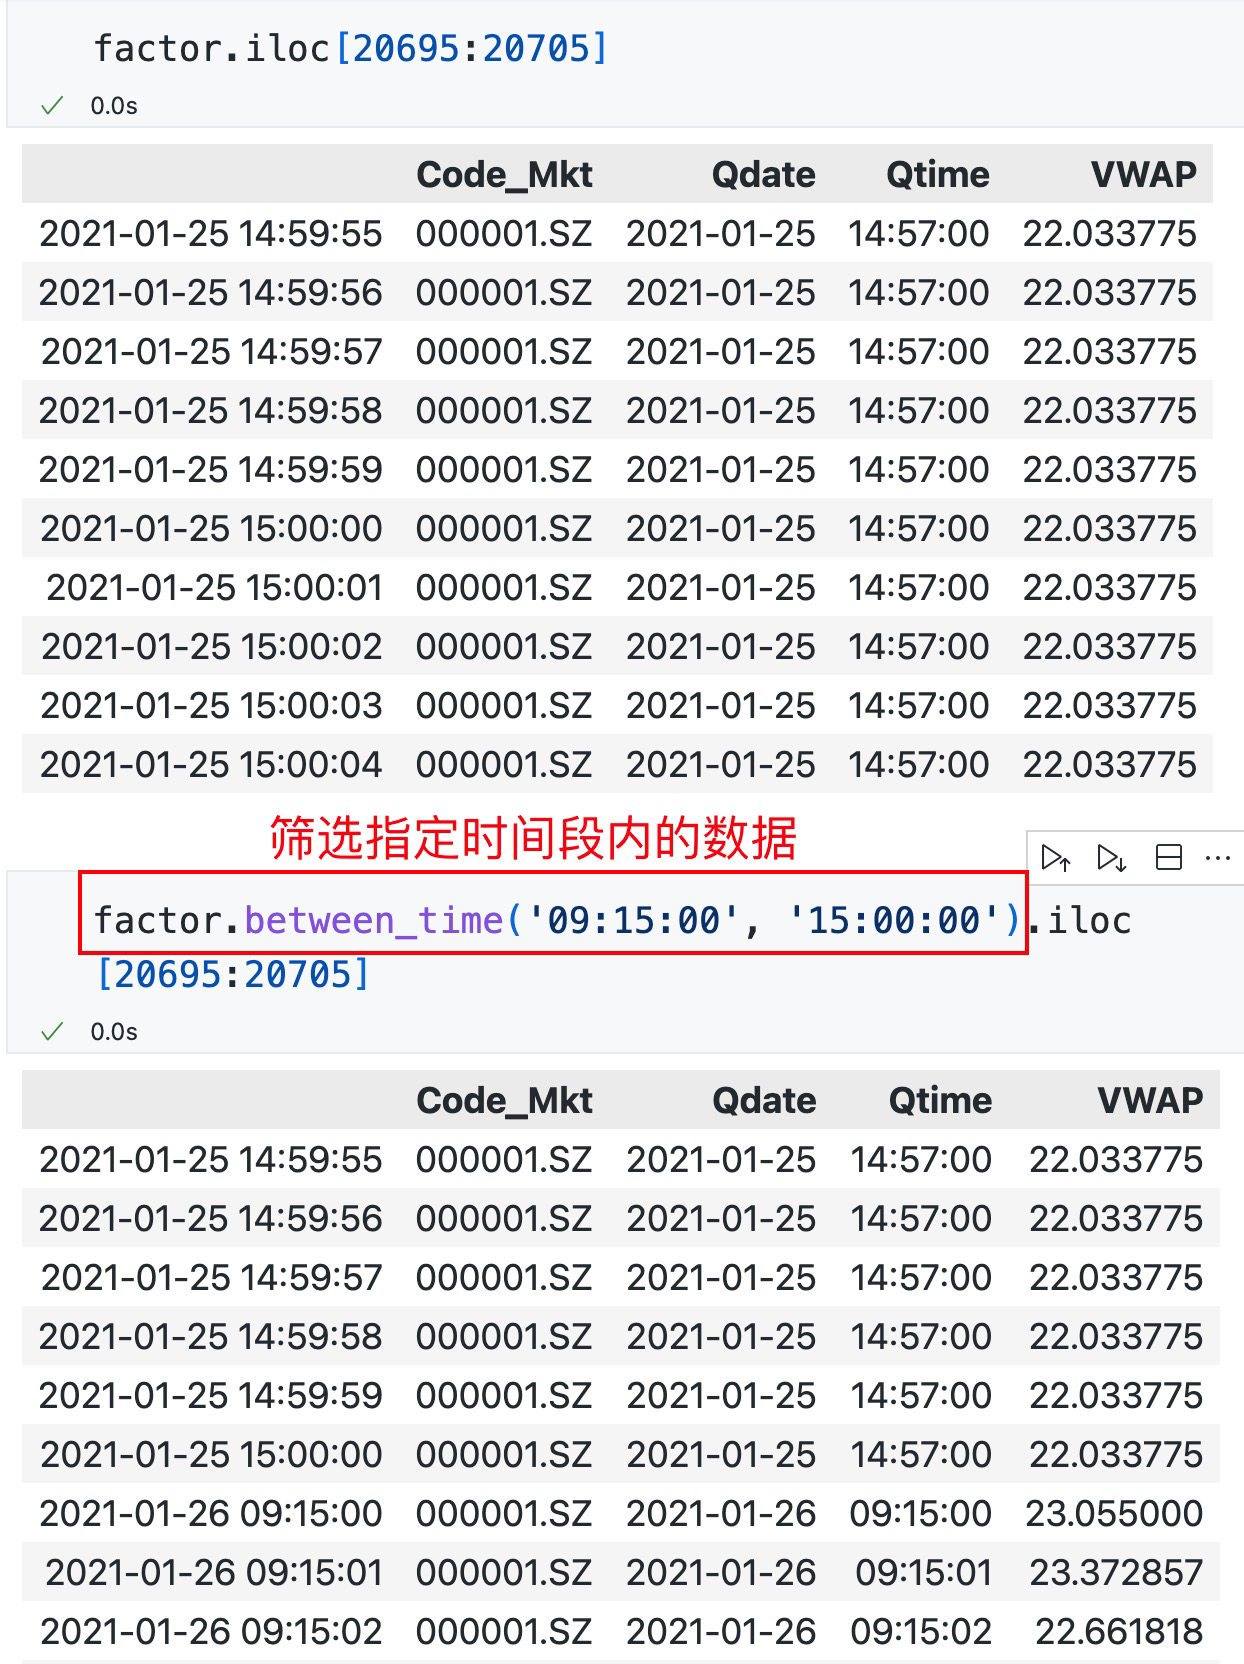 factor.iloc[20695:20705]
0.0s
Code_Mkt Qdate Qtime VWAP
2021-01-25 14:59:55 000001.SZ 2021-01-25 14:57:00 22.033775
2021-01-25 14:59:56 000001.SZ 2021-01-25 14:57:00 22.033775
2021-01-25 14:59:57 000001.SZ 2021-01-25 14:57:00 22.033775
2021-01-25 14:59:58 000001.SZ 2021-01-25 14:57:00 22.033775
2021-01-25 14:59:59 000001.SZ 2021-01-25 14:57:00 22.033775
2021-01-25 15:00:00 000001.SZ 2021-01-25 14:57:00 22.033775
2021-01-25 15:00:01 000001.SZ 2021-01-25 14:57:00 22.033775
2021-01-25 15:00:02 000001.SZ 2021-01-25 14:57:00 22.033775
2021-01-25 15:00:03 000001.SZ 2021-01-25 14:57:00 22.033775
2021-01-25 15:00:04 000001.SZ 2021-01-25 14:57:00 22.033775
筛选指定时间段内的数据
factor.between_time('09:15:00', '15:00:00').iloc
[20695:20705]
0.0s
Code_Mkt Qdate Qtime VWAP
2021-01-25 14:59:55 000001.SZ 2021-01-25 14:57:00 22.033775
2021-01-25 14:59:56 000001.SZ 2021-01-25 14:57:00 22.033775
2021-01-25 14:59:57 000001.SZ 2021-01-25 14:57:00 22.033775
2021-01-25 14:59:58 000001.SZ 2021-01-25 14:57:00 22.033775
2021-01-25 14:59:59 000001.SZ 2021-01-25 14:57:00 22.033775
2021-01-25 15:00:00 000001.SZ 2021-01-25 14:57:00 22.033775
2021-01-26 09:15:00 000001.SZ 2021-01-26 09:15:00 23.055000
2021-01-26 09:15:01 000001.SZ 2021-01-26 09:15:01 23.372857
2021-01-26 09:15:02 000001.SZ 2021-01-26 09:15:02 22.661818